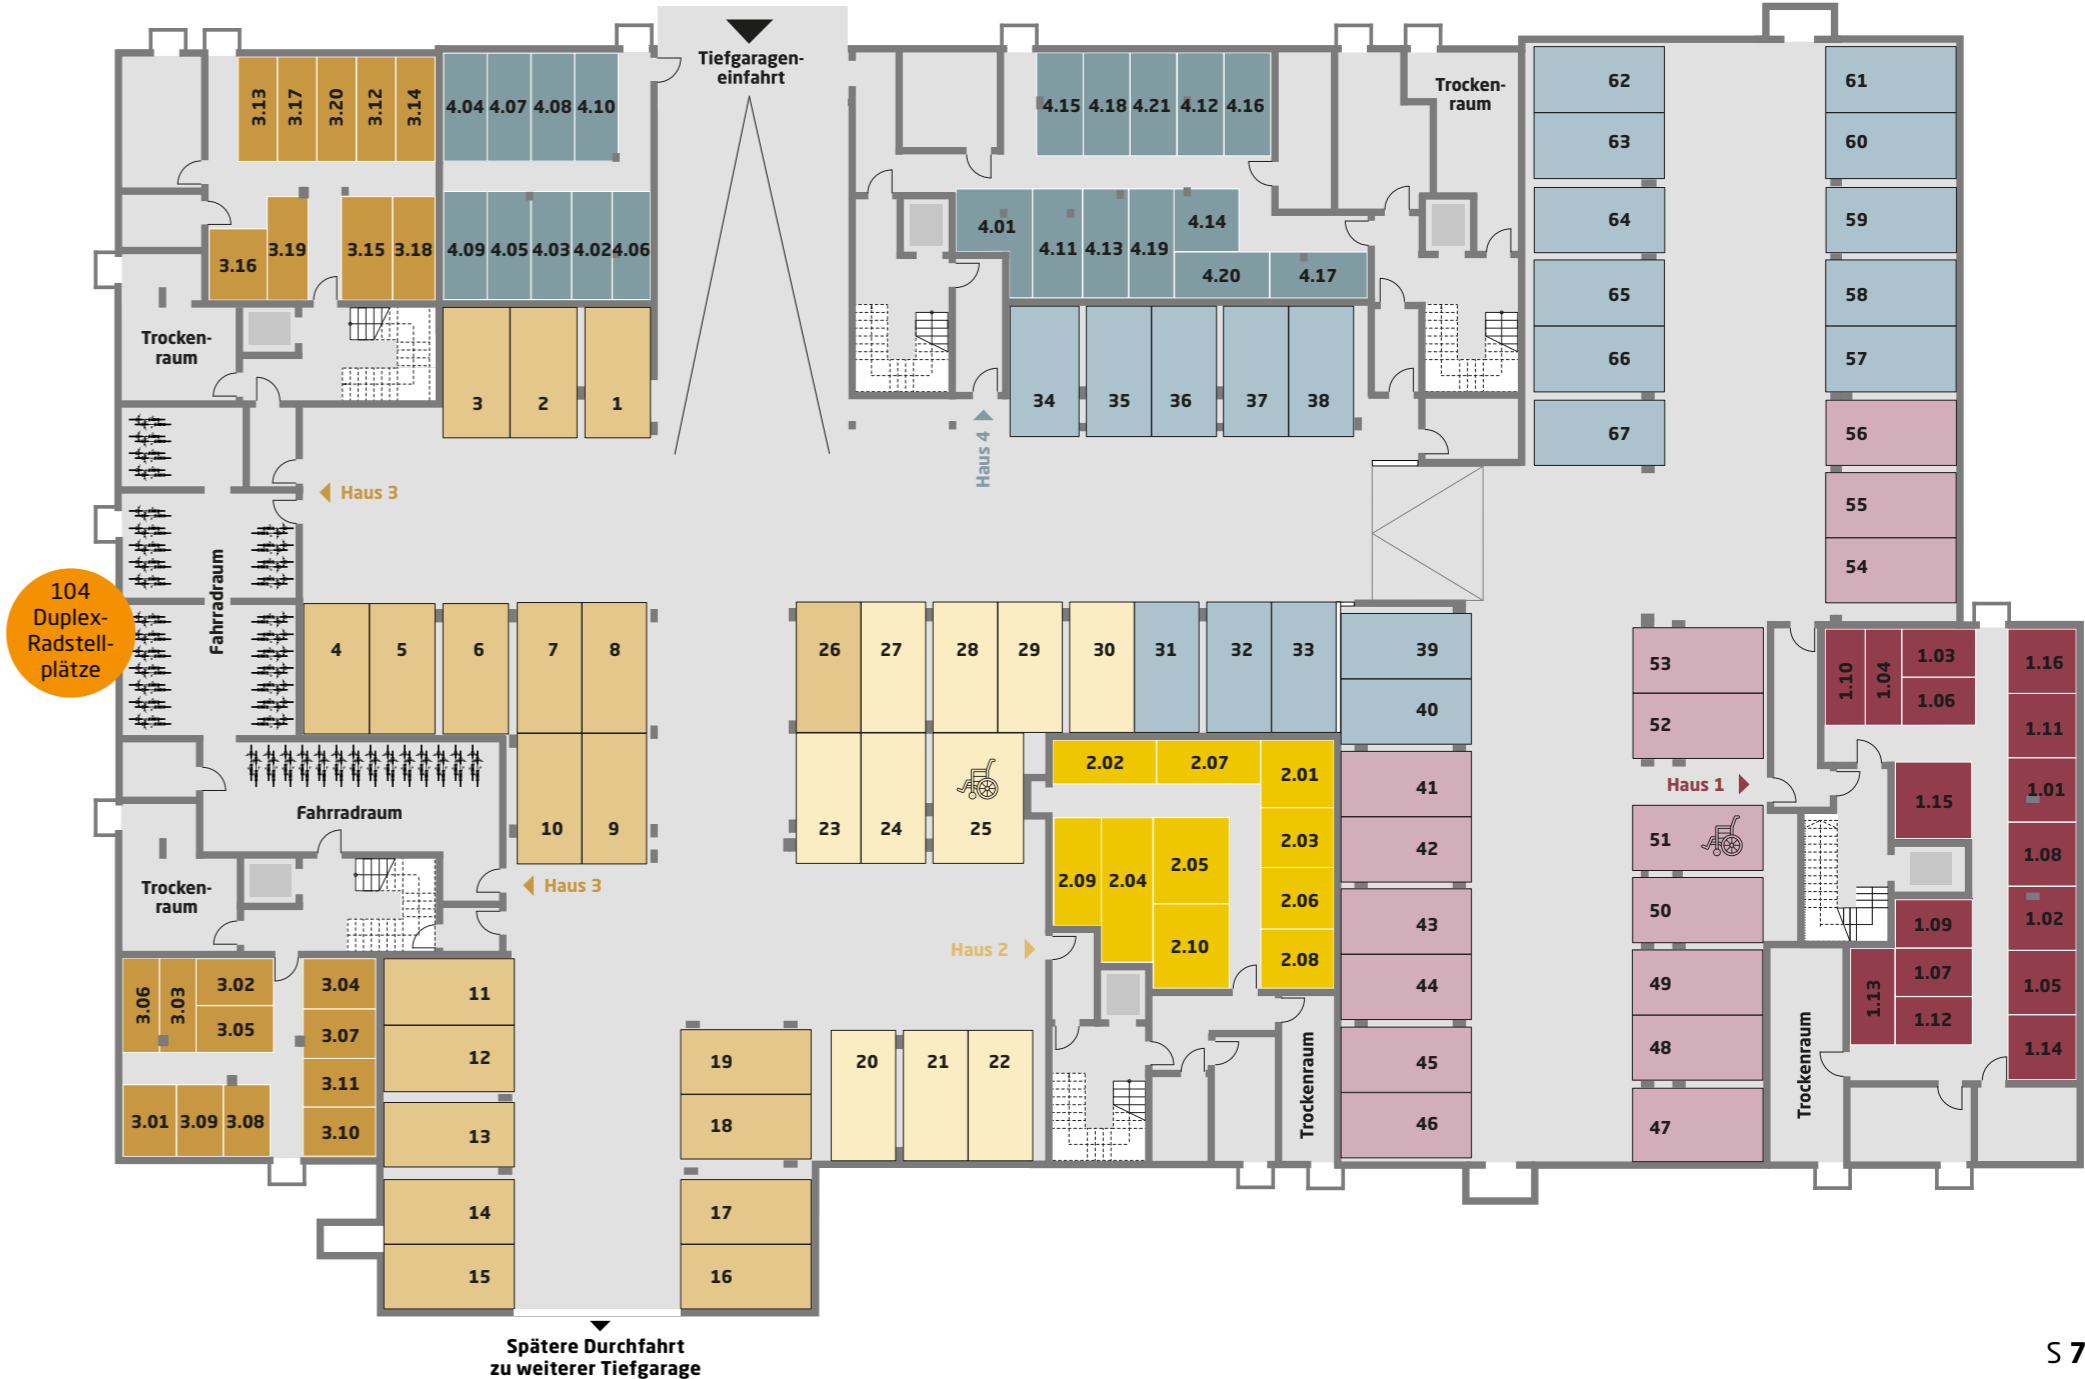 Tiefgaragen-
einfahrt
3.13 3.17 3.20 3.12 3.14
4.04 4.07 4.08 4.10
4.15 4.18 4.21 4.12 4.16
Trocken-
raum
62
61
63
60
3.16 3.19 3.15 3.18
4.09 4.05 4.03 4.02 4.06
4.01 4.11 4.13 4.19 4.14
4.20 4.17
64
59
65
58
66
57
67
56
55
54
Trocken-
raum
3 2 1
34 35 36 37 38
Haus 4
Haus 3
Fahrradraum
104
Duplex-
Radstell-
plätze
4 5 6 7 8
26 27 28 29 30 31 32 33
39
40
53
52
1.10 1.04 1.03
1.06
1.16
1.11
Fahrradraum
10 9
23 24 25
2.02 2.07 2.01
2.03
2.09 2.04 2.05
2.06
2.10
2.08
41
42
43
44
45
46
Haus 1
51
50
49
48
47
1.15
1.01
1.08
1.09
1.02
1.13 1.07
1.05
1.12
1.14
Trocken-
raum
Haus 3
Haus 2
3.06 3.03 3.02
3.05
3.04
3.07
3.11
3.10
3.01 3.09 3.08
11
12
13
14
15
19
18
17
16
20 21 22
Trockenraum
Trockenraum
Spätere Durchfahrt
zu weiterer Tiefgarage
S 7